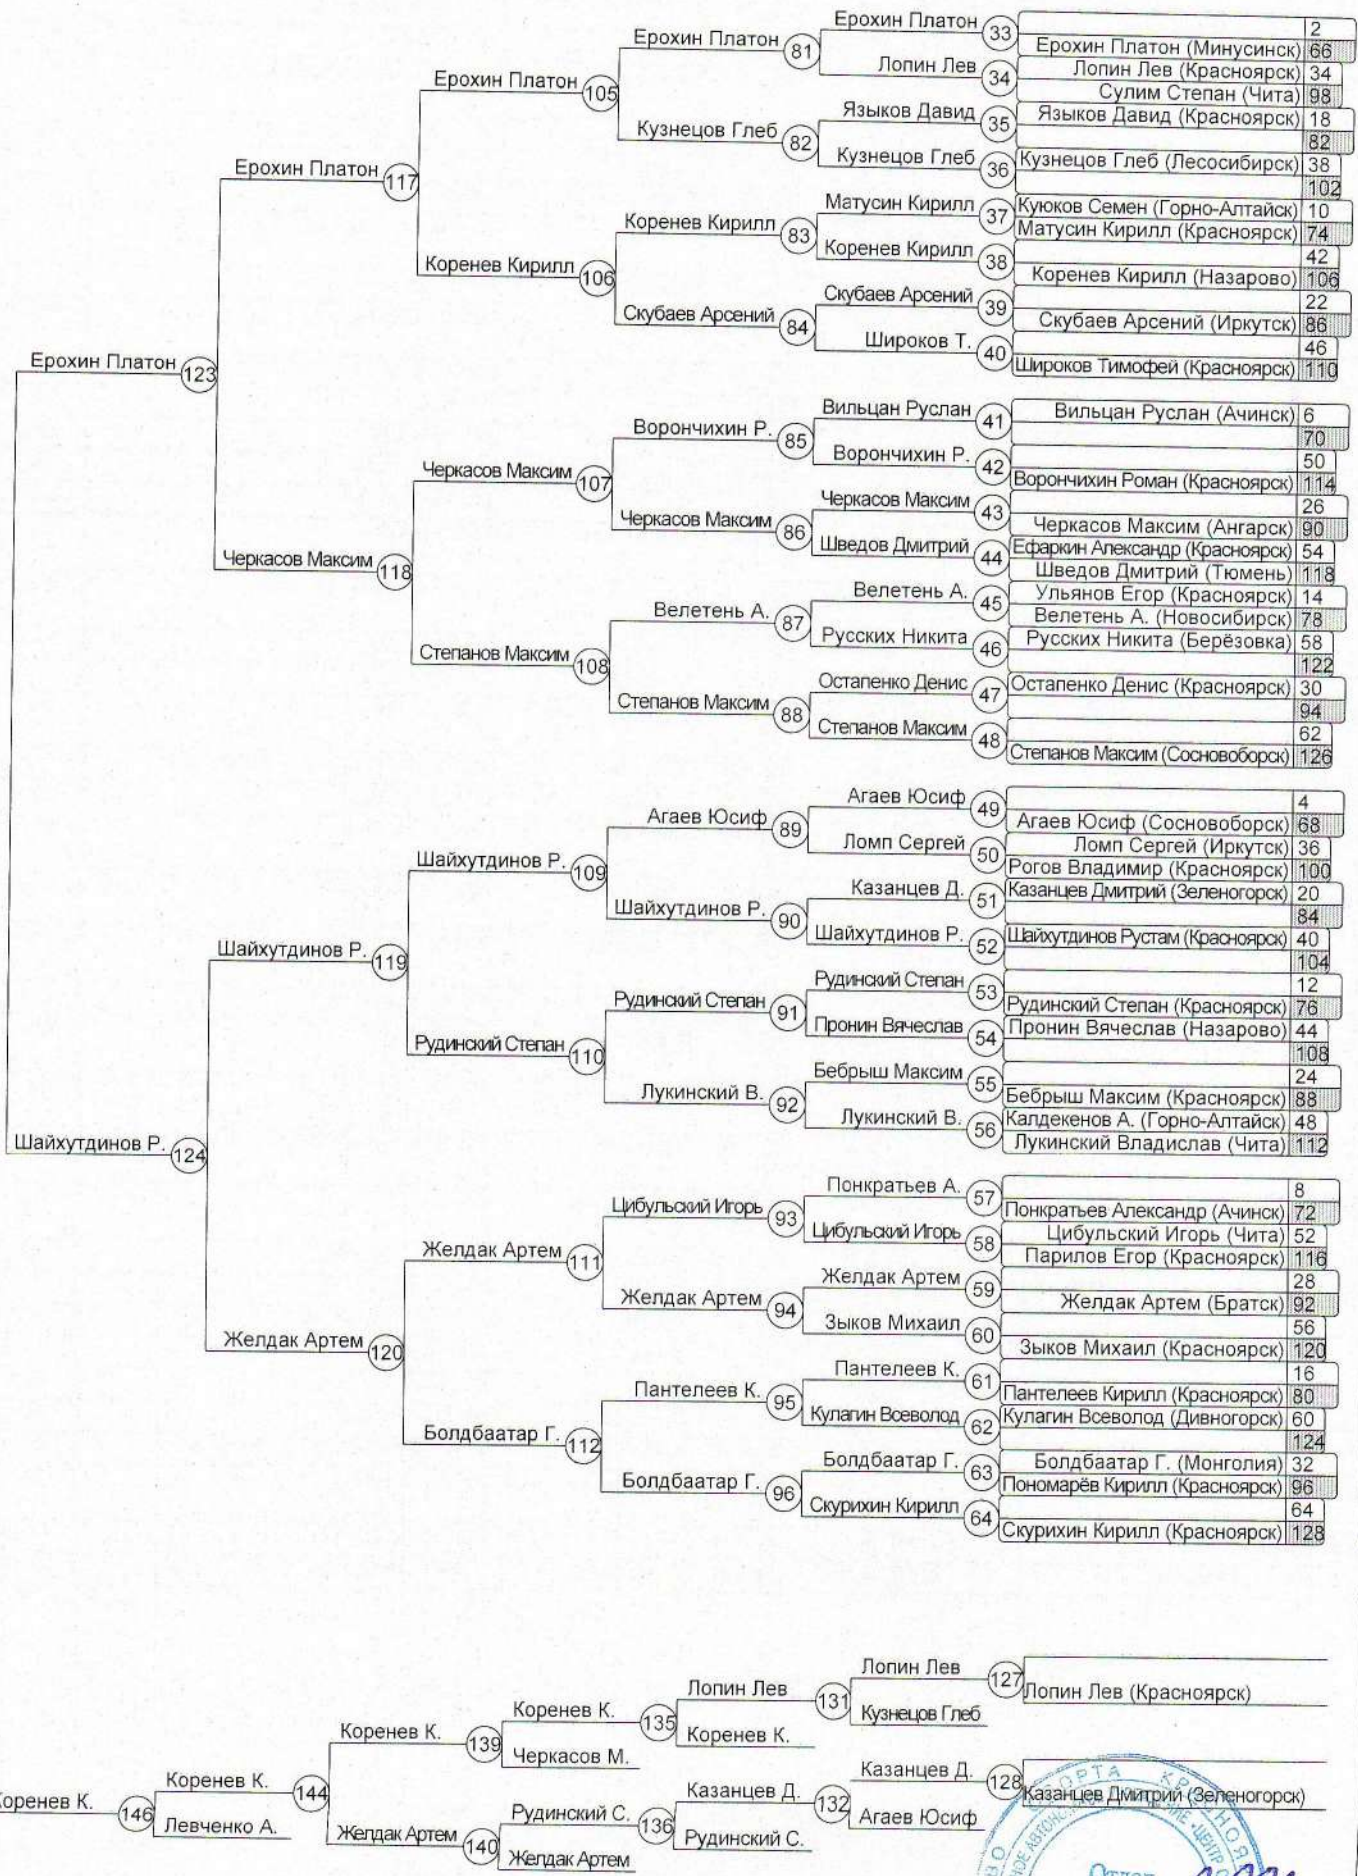 Ерохин Платон 33 2
Ерохин Платон 81 Ерохин Платон (Минусинск) 66
Лопин Лев 34 Лопин Лев (Красноярск) 34
Ерохин Платон 105 Сулим Степан (Чита) 98
Языков Давид 35 Языков Давид (Красноярск) 18
Кузнецов Глеб 82 82
Кузнецов Глеб 36 Кузнецов Глеб (Лесосибирск) 38
Ерохин Платон 117 102
Матусин Кирилл 37 Куюков Семен (Горно-Алтайск) 10
Коренев Кирилл 83 Матусин Кирилл (Красноярск) 74
Коренев Кирилл 38 42
Коренев Кирилл 106 Коренев Кирилл (Назарово) 106
Скубаев Арсений 39 22
Скубаев Арсений 84 Скубаев Арсений (Иркутск) 86
Широков Т. 40 46
Ерохин Платон 123 Широков Тимофей (Красноярск) 110
Вильцан Руслан 41 Вильцан Руслан (Ачинск) 6
Ворончихин Р. 85 70
Ворончихин Р. 42 50
Черкасов Максим 107 Ворончихин Роман (Красноярск) 114
Черкасов Максим 43 26
Черкасов Максим 86 Черкасов Максим (Ангарск) 90
Шведов Дмитрий 44 Ефаркин Александр (Красноярск) 54
Черкасов Максим 118 Шведов Дмитрий (Тюмень) 118
Велетень А. 45 Ульянов Егор (Красноярск) 14
Велетень А. 87 Велетень А. (Новосибирск) 78
Русских Никита 46 Русских Никита (Берёзовка) 58
Степанов Максим 108 122
Остапенко Денис 47 Остапенко Денис (Красноярск) 30
Степанов Максим 88 94
Степанов Максим 48 62
Степанов Максим (Сосновоборск) 126
Агаев Юсиф 49 4
Агаев Юсиф 89 Агаев Юсиф (Сосновоборск) 68
Ломп Сергей 50 Ломп Сергей (Иркутск) 36
Шайхутдинов Р. 109 Рогов Владимир (Красноярск) 100
Казанцев Д. 51 Казанцев Дмитрий (Зеленогорск) 20
Шайхутдинов Р. 90 84
Шайхутдинов Р. 52 Шайхутдинов Рустам (Красноярск) 40
Шайхутдинов Р. 119 104
Рудинский Степан 53 12
Рудинский Степан 91 Рудинский Степан (Красноярск) 76
Пронин Вячеслав 54 Пронин Вячеслав (Назарово) 44
Рудинский Степан 110 108
Бебрыш Максим 55 24
Лукинский В. 92 Бебрыш Максим (Красноярск) 88
Лукинский В. 56 Калдекенов А. (Горно-Алтайск) 48
Шайхутдинов Р. 124 Лукинский Владислав (Чита) 112
Понкратьев А. 57 8
Цибульский Игорь 93 Понкратьев Александр (Ачинск) 72
Цибульский Игорь 58 Цибульский Игорь (Чита) 52
Желдак Артем 111 Парилов Егор (Красноярск) 116
Желдак Артем 59 28
Желдак Артем 94 Желдак Артем (Братск) 92
Зыков Михаил 60 56
Желдак Артем 120 Зыков Михаил (Красноярск) 120
Пантелеев К. 61 16
Пантелеев К. 95 Пантелеев Кирилл (Красноярск) 80
Кулагин Всеволод 62 Кулагин Всеволод (Дивногорск) 60
Болдбаатар Г. 112 124
Болдбаатар Г. 63 Болдбаатар Г. (Монголия) 32
Болдбаатар Г. 96 Пономарёв Кирилл (Красноярск) 96
Скурихин Кирилл 64 64
Скурихин Кирилл (Красноярск) 128
Лопин Лев 127
Лопин Лев 131 Лопин Лев (Красноярск)
Коренев К. 135 Кузнецов Глеб
Коренев К. 139 Коренев К.
Черкасов М.
Коренев К. 144 Казанцев Д. 128
Коренев К. 146 Казанцев Д. 132 Казанцев Дмитрий (Зеленогорск)
Левченко А. Рудинский С. 136 Агаев Юсиф
Желдак Артем 140 Рудинский С.
Желдак Артем